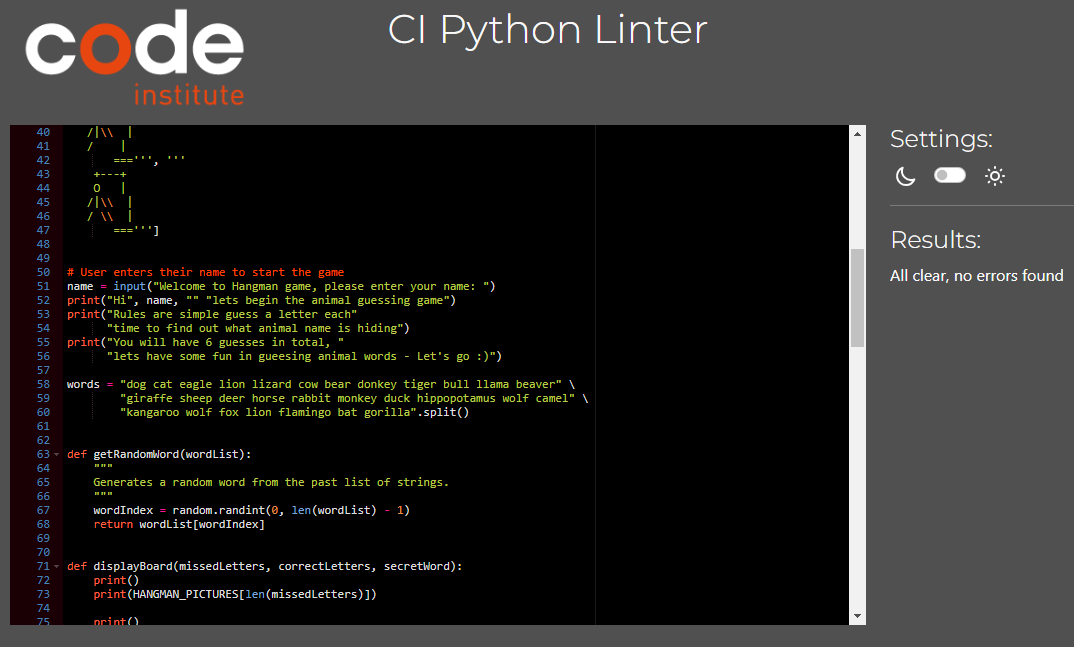 code
institute
CI Python Linter
40 /|\\ |
41 / |
42 ===''', '''
43 +---+
44 O |
45 /|\\ |
46 / \\ |
47 ===''']
48
49
50 # User enters their name to start the game
51 name = input("Welcome to Hangman game, please enter your name: ")
52 print("Hi", name, "" "lets begin the animal guessing game")
53 print("Rules are simple guess a letter each"
54 "time to find out what animal name is hiding")
55 print("You will have 6 guesses in total, "
56 "lets have some fun in gueesing animal words - Let's go :)")
57
58 words = "dog cat eagle lion lizard cow bear donkey tiger bull llama beaver" \
59 "giraffe sheep deer horse rabbit monkey duck hippopotamus wolf camel" \
60 "kangaroo wolf fox lion flamingo bat gorilla".split()
61
62
63 def getRandomWord(wordList):
64 """
65 Generates a random word from the past list of strings.
66 """
67 wordIndex = random.randint(0, len(wordList) - 1)
68 return wordList[wordIndex]
69
70
71 def displayBoard(missedLetters, correctLetters, secretWord):
72 print()
73 print(HANGMAN_PICTURES[len(missedLetters)])
74
75 print()
Settings:
Results:
All clear, no errors found